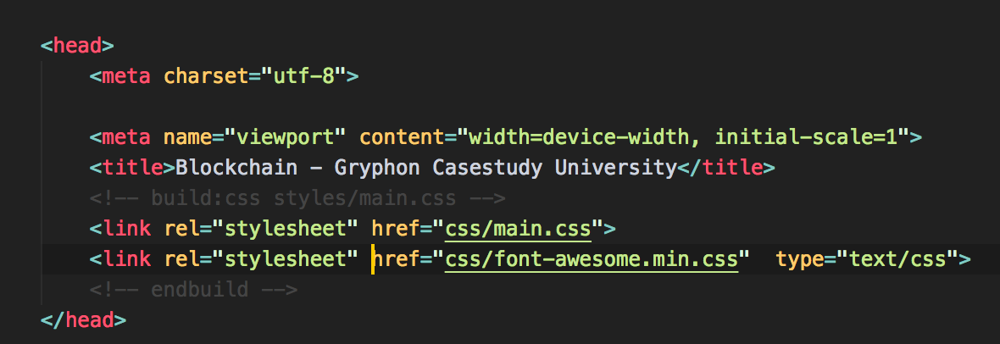 <head>
<meta charset="utf-8">
<meta name="viewport" content="width=device-width, initial-scale=1">
<title>Blockchain - Gryphon Casestudy University</title>
<!-- build:css styles/main.css -->
<link rel="stylesheet" href="css/main.css">
<link rel="stylesheet" href="css/font-awesome.min.css"  type="text/css">
<!-- endbuild -->
</head>